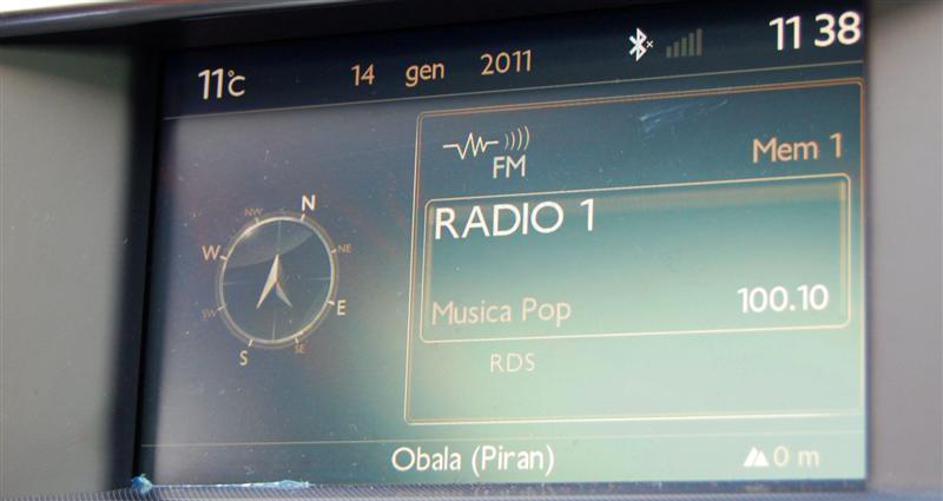 11°C 14 gen 2011 11 38
FM Mem 1
RADIO 1
Musica Pop 100.10
RDS
NW N
W NE
SW E
S SE
Obala (Piran) 0 m